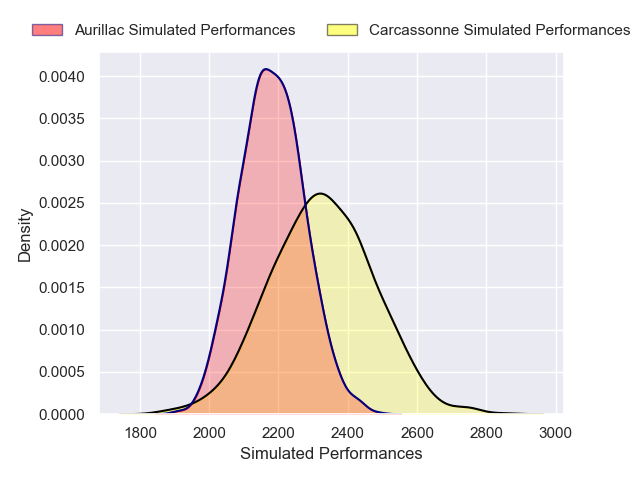 Aurillac Simulated Performances Carcassonne Simulated Performances
0.0040
0.0035
0.0030
0.0025
0.0020
0.0015
0.0010
0.0005
0.0000
Density
1800 2000 2200 2400 2600 2800 3000
Simulated Performances